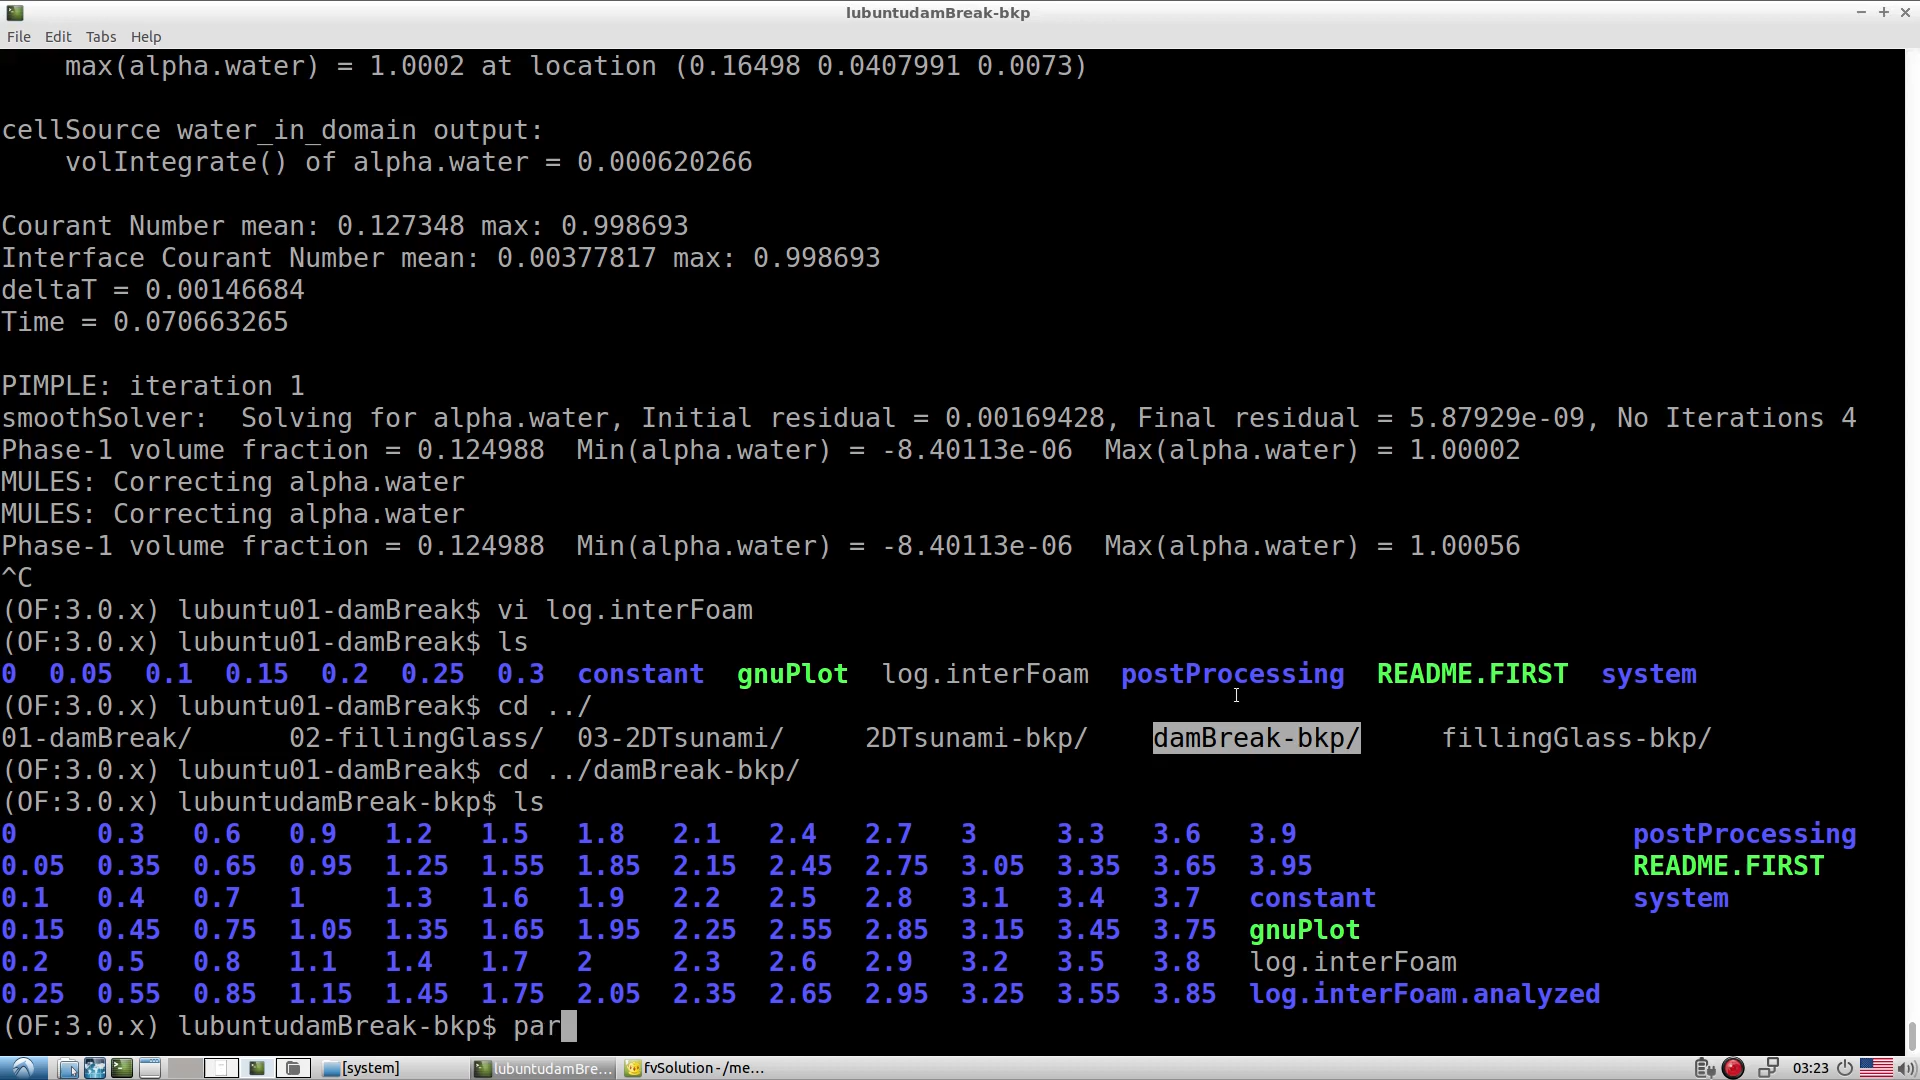 lubuntudamBreak-bkp
File Edit Tabs Help
max(alpha.water) = 1.0002 at location (0.16498 0.0407991 0.0073)
cellSource water_in_domain output:
volIntegrate() of alpha.water = 0.000620266
Courant Number mean: 0.127348 max: 0.998693
Interface Courant Number mean: 0.00377817 max: 0.998693
deltaT = 0.00146684
Time = 0.070663265
PIMPLE: iteration 1
smoothSolver:  Solving for alpha.water, Initial residual = 0.00169428, Final residual = 5.87929e-09, No Iterations 4
Phase-1 volume fraction = 0.124988  Min(alpha.water) = -8.40113e-06  Max(alpha.water) = 1.00002
MULES: Correcting alpha.water
MULES: Correcting alpha.water
Phase-1 volume fraction = 0.124988  Min(alpha.water) = -8.40113e-06  Max(alpha.water) = 1.00056
^C
(OF:3.0.x) lubuntu01-damBreak$ vi log.interFoam
(OF:3.0.x) lubuntu01-damBreak$ ls
0  0.05  0.1  0.15  0.2  0.25  0.3  constant  gnuPlot  log.interFoam  postProcessing  README.FIRST  system
(OF:3.0.x) lubuntu01-damBreak$ cd ../
01-damBreak/      02-fillingGlass/  03-2DTsunami/     2DTsunami-bkp/    damBreak-bkp/     fillingGlass-bkp/
(OF:3.0.x) lubuntu01-damBreak$ cd ../damBreak-bkp/
(OF:3.0.x) lubuntudamBreak-bkp$ ls
0     0.3   0.6   0.9   1.2   1.5   1.8   2.1   2.4   2.7   3     3.3   3.6   3.9                     postProcessing
0.05  0.35  0.65  0.95  1.25  1.55  1.85  2.15  2.45  2.75  3.05  3.35  3.65  3.95                    README.FIRST
0.1   0.4   0.7   1     1.3   1.6   1.9   2.2   2.5   2.8   3.1   3.4   3.7   constant                system
0.15  0.45  0.75  1.05  1.35  1.65  1.95  2.25  2.55  2.85  3.15  3.45  3.75  gnuPlot
0.2   0.5   0.8   1.1   1.4   1.7   2     2.3   2.6   2.9   3.2   3.5   3.8   log.interFoam
0.25  0.55  0.85  1.15  1.45  1.75  2.05  2.35  2.65  2.95  3.25  3.55  3.85  log.interFoam.analyzed
(OF:3.0.x) lubuntudamBreak-bkp$ par
[system] lubuntudamBre... fvSolution - /me... 03:23